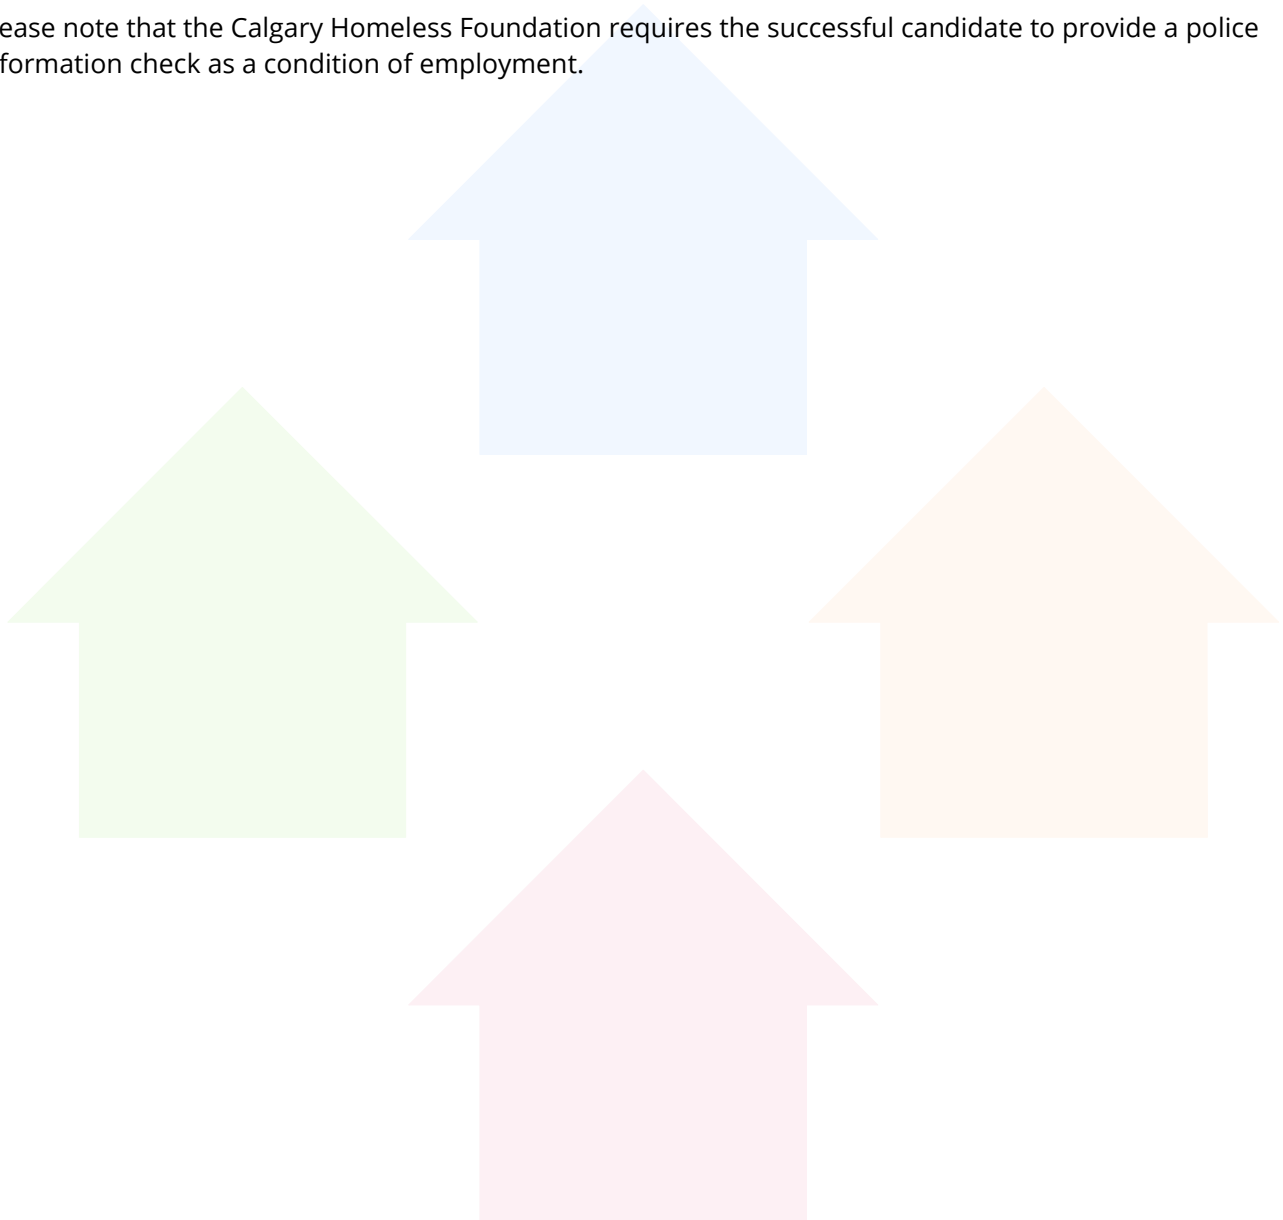 ease note that the Calgary Homeless Foundation requires the successful candidate to provide a police
formation check as a condition of employment.